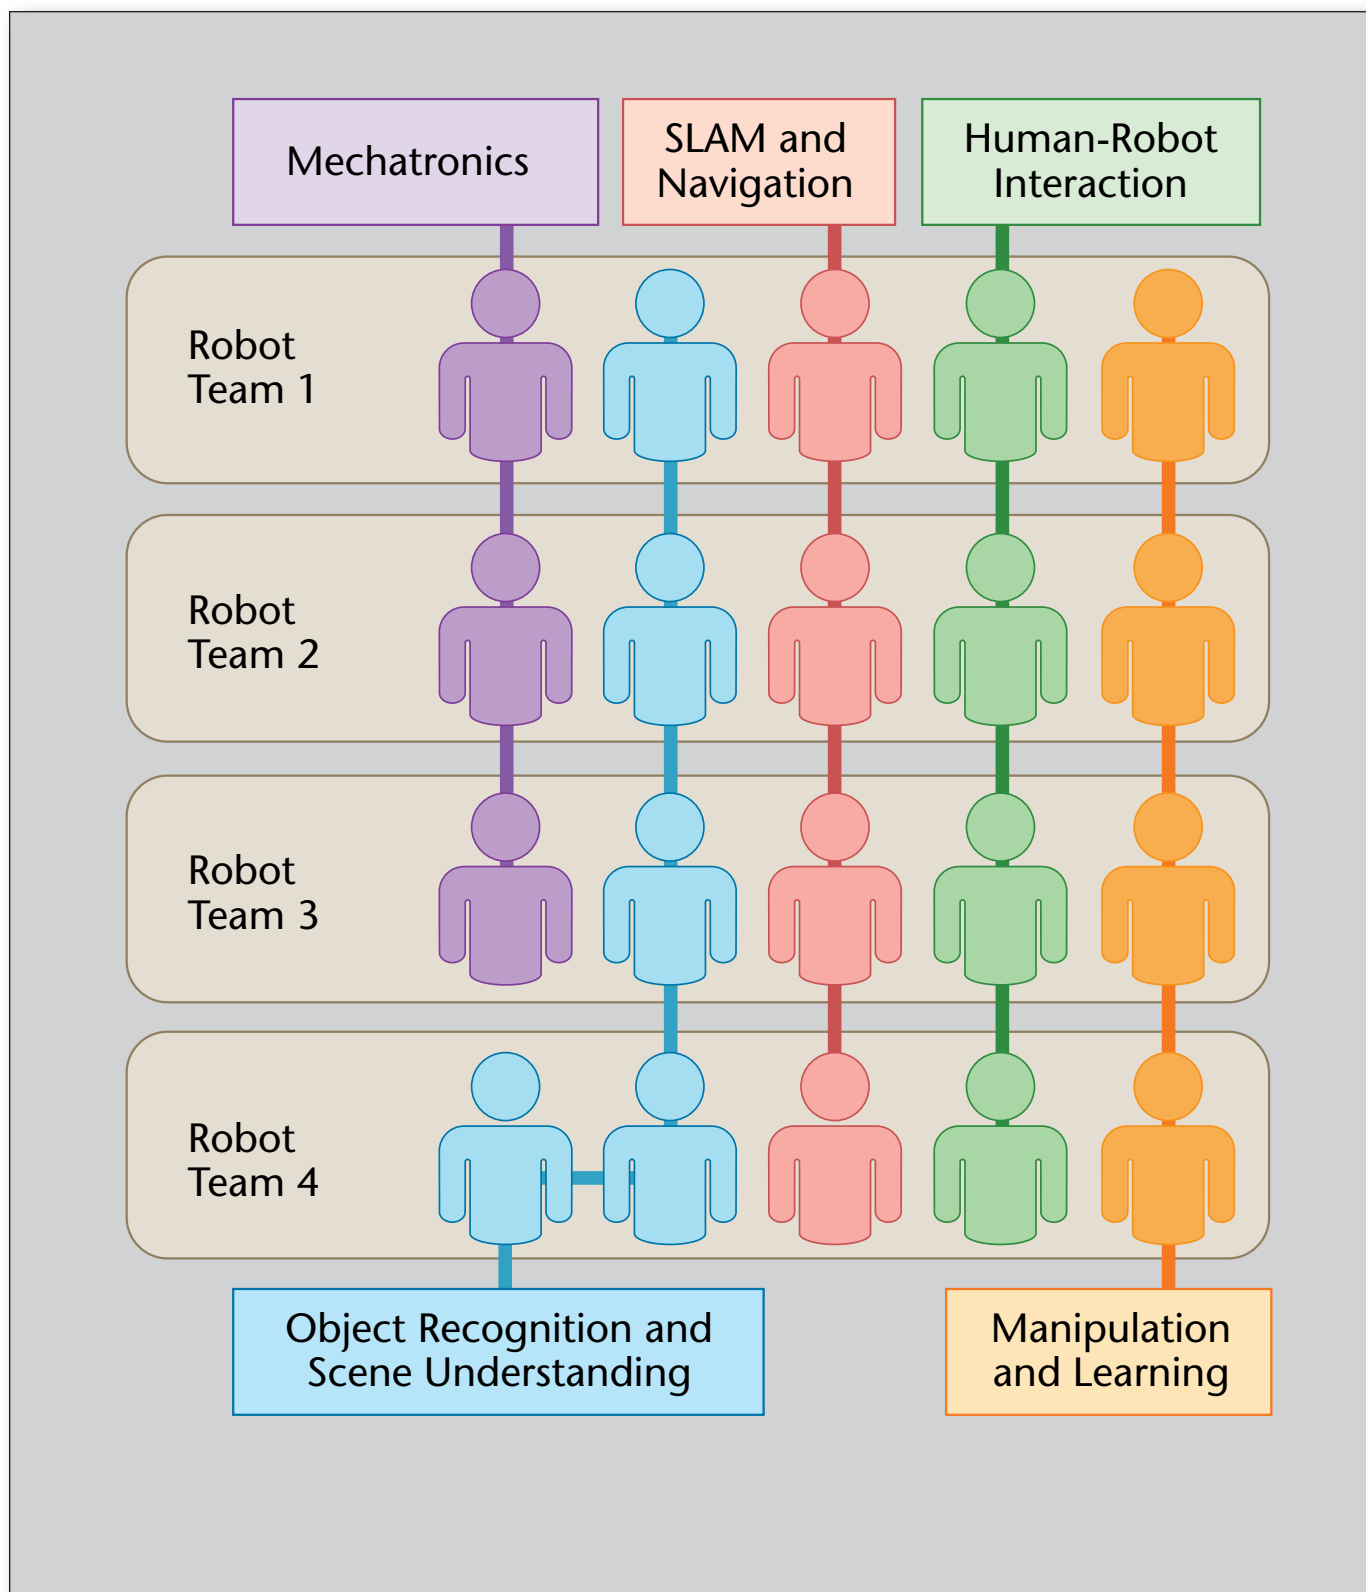 Mechatronics
SLAM and
Navigation
Human-Robot
Interaction
Robot
Team 1
Robot
Team 2
Robot
Team 3
Robot
Team 4
Object Recognition and
Scene Understanding
Manipulation
and Learning